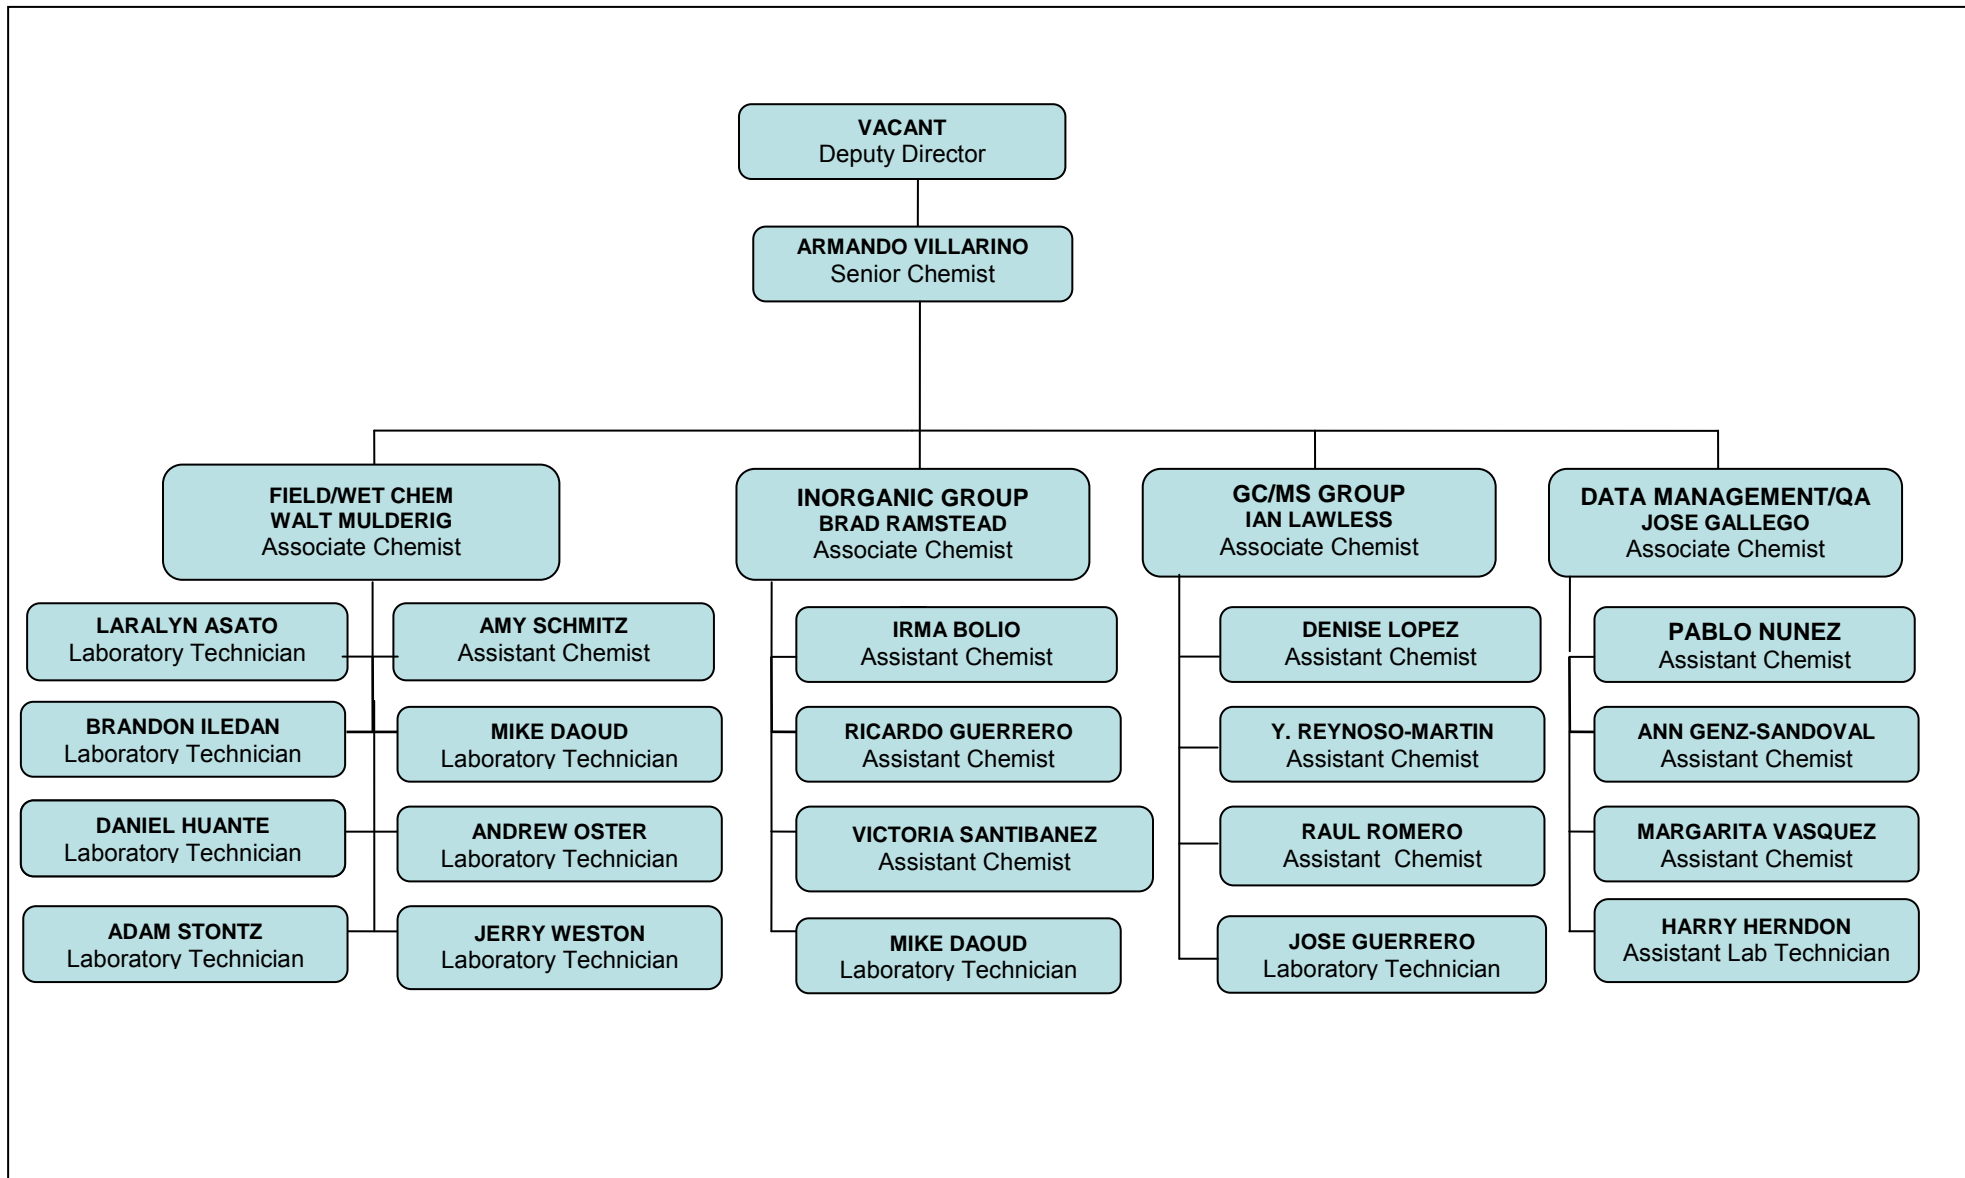 VACANT
Deputy Director
ARMANDO VILLARINO
Senior Chemist
FIELD/WET CHEM
WALT MULDERIG
Associate Chemist
LARALYN ASATO
Laboratory Technician
AMY SCHMITZ
Assistant Chemist
BRANDON ILEDAN
Laboratory Technician
MIKE DAOUD
Laboratory Technician
DANIEL HUANTE
Laboratory Technician
ANDREW OSTER
Laboratory Technician
ADAM STONTZ
Laboratory Technician
JERRY WESTON
Laboratory Technician
INORGANIC GROUP
BRAD RAMSTEAD
Associate Chemist
IRMA BOLIO
Assistant Chemist
RICARDO GUERRERO
Assistant Chemist
VICTORIA SANTIBANEZ
Assistant Chemist
MIKE DAOUD
Laboratory Technician
GC/MS GROUP
IAN LAWLESS
Associate Chemist
DENISE LOPEZ
Assistant Chemist
Y. REYNOSO-MARTIN
Assistant Chemist
RAUL ROMERO
Assistant Chemist
JOSE GUERRERO
Laboratory Technician
DATA MANAGEMENT/QA
JOSE GALLEGO
Associate Chemist
PABLO NUNEZ
Assistant Chemist
ANN GENZ-SANDOVAL
Assistant Chemist
MARGARITA VASQUEZ
Assistant Chemist
HARRY HERNDON
Assistant Lab Technician